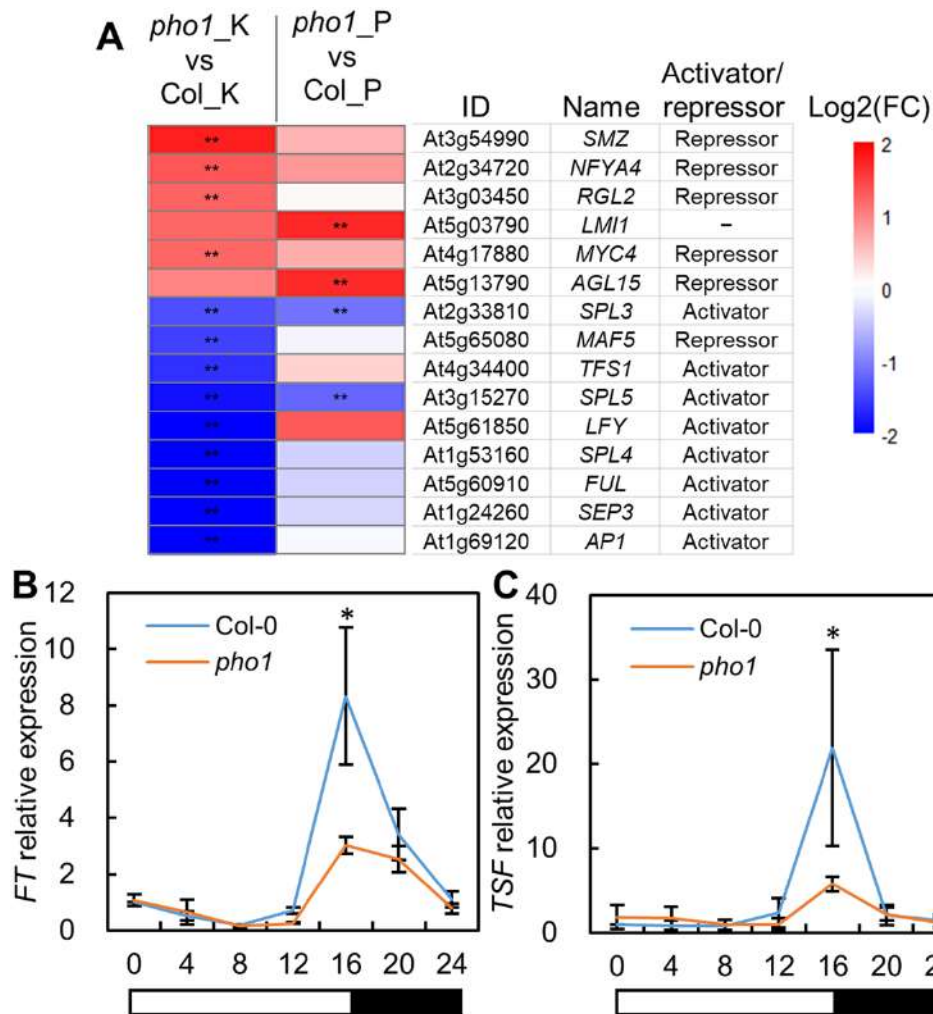 A
pho1_K vs Col_K
pho1_P vs Col_P
ID Name Activator/repressor Log2(FC)
** At3g54990 SMZ Repressor
** At2g34720 NFYA4 Repressor
** At3g03450 RGL2 Repressor
** At5g03790 LMI1 –
** At4g17880 MYC4 Repressor
** At5g13790 AGL15 Repressor
** ** At2g33810 SPL3 Activator
** At5g65080 MAF5 Repressor
** At4g34400 TFS1 Activator
** ** At3g15270 SPL5 Activator
** At5g61850 LFY Activator
** At1g53160 SPL4 Activator
** At5g60910 FUL Activator
** At1g24260 SEP3 Activator
** At1g69120 AP1 Activator
2
1
0
-1
-2
B
FT relative expression
12
10
8
6
4
2
0
Col-0
pho1
*
0 4 8 12 16 20 24
C
TSF relative expression
40
30
20
10
0
Col-0
pho1
*
0 4 8 12 16 20